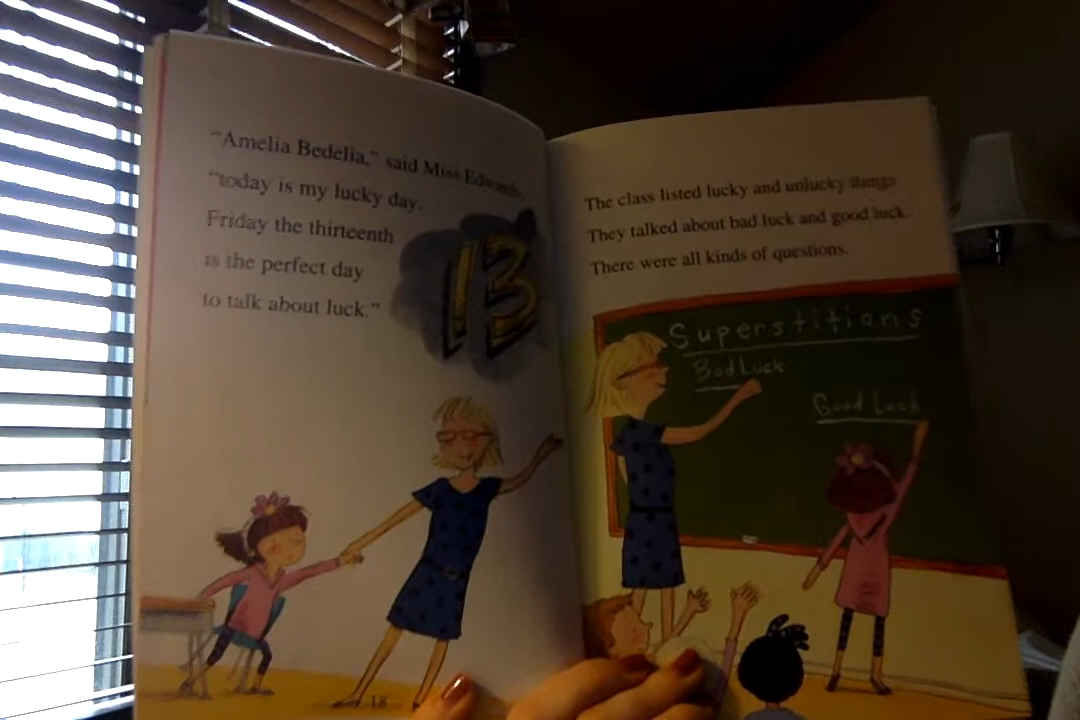 "Amelia Bedelia," said Miss Edwards,
"today is my lucky day.
Friday the thirteenth
is the perfect day
to talk about luck."
13
18
The class listed lucky and unlucky things
They talked about bad luck and good luck.
There were all kinds of questions.
Superstitions
Bad Luck
Good Luck